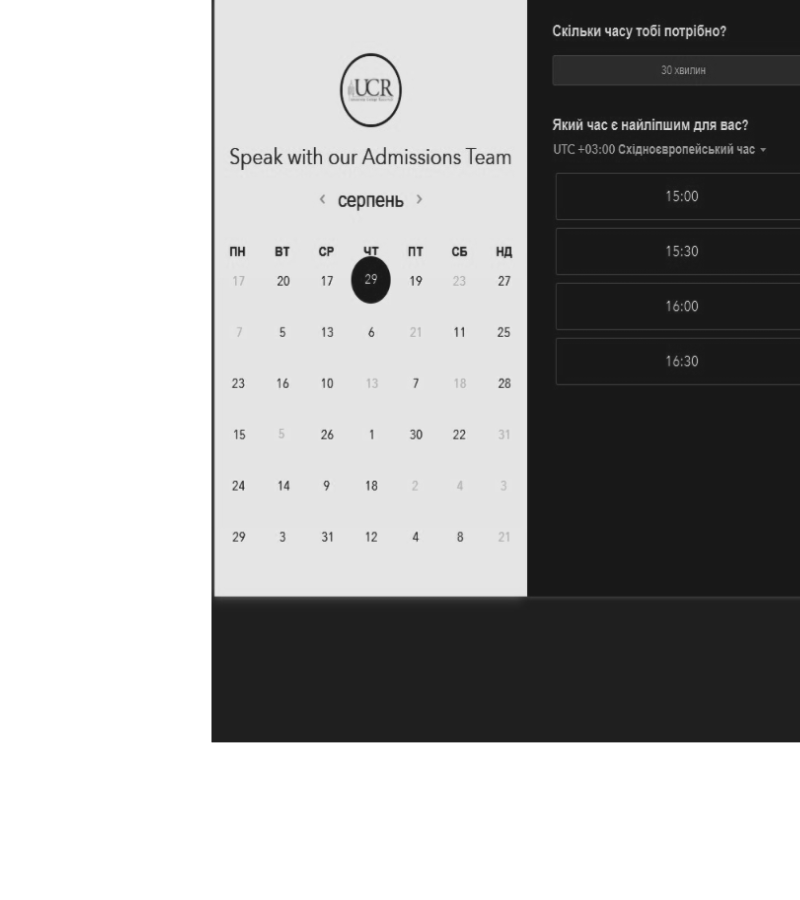 UCR
Speak with our Admissions Team
‹ серпень ›
ПН ВТ СР ЧТ ПТ СБ НД
17 20 17 29 19 23 27
7 5 13 6 21 11 25
23 16 10 13 7 18 28
15 5 26 1 30 22 31
24 14 9 18 2 4 3
29 3 31 12 4 8 21
Скільки часу тобі потрібно?
30 хвилин
Який час є найліпшим для вас?
UTC +03:00 Східноєвропейський час
15:00
15:30
16:00
16:30